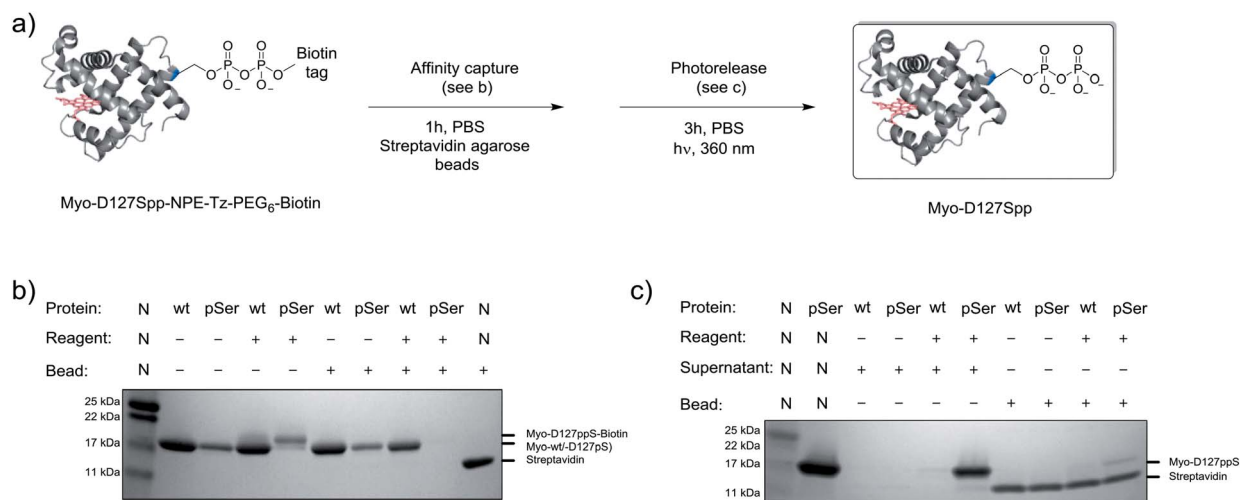 a)
O O
P P
O O O
O− O−
Biotin
tag
Affinity capture
(see b)
1h, PBS
Streptavidin agarose
beads
Photorelease
(see c)
3h, PBS
hν, 360 nm
O O
P P
O O O−
O− O−
Myo-D127Spp-NPE-Tz-PEG6-Biotin
Myo-D127Spp
b)
Protein: N wt pSer wt pSer wt pSer wt pSer N
Reagent: N – – + + – – + + N
Bead: N – – – – + + + + +
25 kDa
22 kDa
17 kDa
11 kDa
Myo-D127ppS-Biotin
Myo-wt/-D127pS)
Streptavidin
c)
Protein: N pSer wt pSer wt pSer wt pSer wt pSer
Reagent: N N – – + + – – + +
Supernatant: N N + + + + – – – –
Bead: N N – – – – + + + +
25 kDa
22 kDa
17 kDa
11 kDa
Myo-D127ppS
Streptavidin